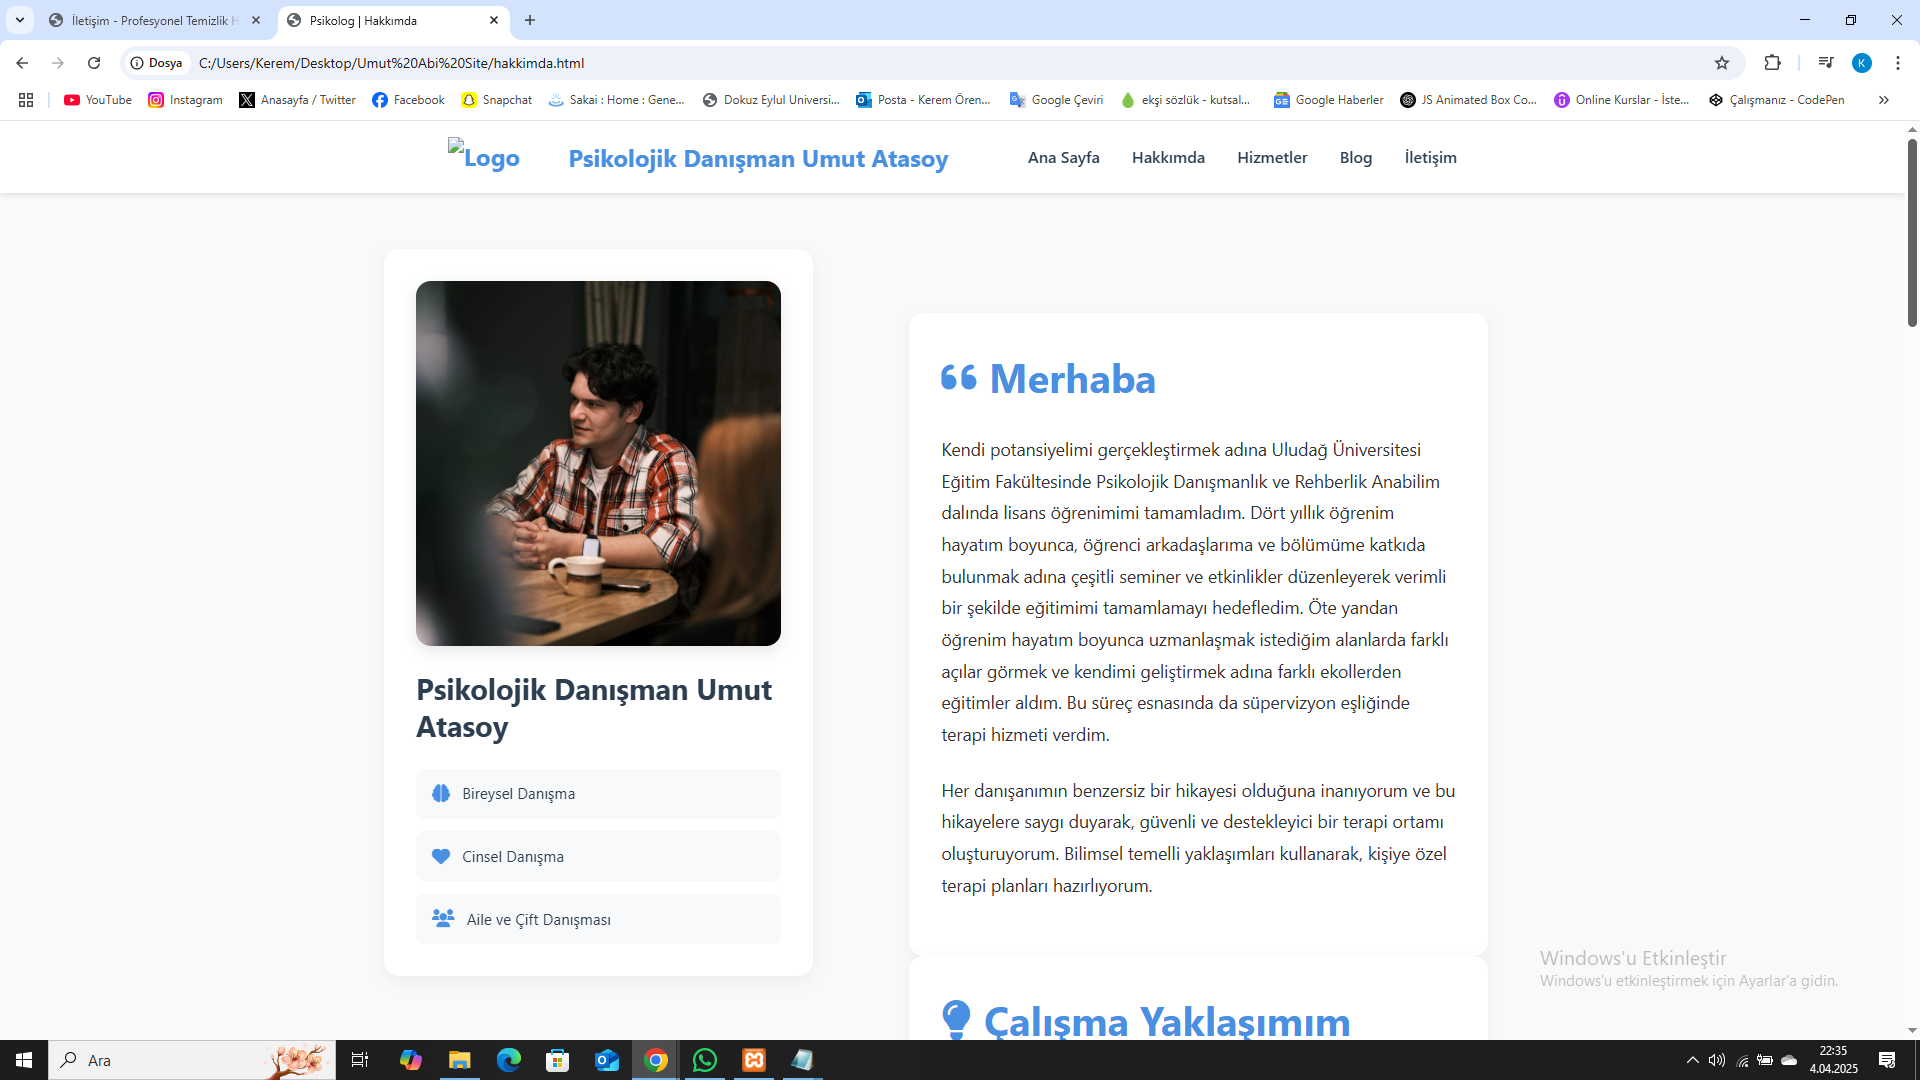 İletişim - Profesyonel Temizlik H
Psikolog | Hakkımda
Dosya
C:/Users/Kerem/Desktop/Umut%20Abi%20Site/hakkimda.html
K
YouTube
Instagram
Anasayfa / Twitter
Facebook
Snapchat
Sakai : Home : Gene...
Dokuz Eylul Universi...
Posta - Kerem Ören...
Google Çeviri
ekşi sözlük - kutsal...
Google Haberler
JS Animated Box Co...
Online Kurslar - İste...
Çalışmanız - CodePen
Logo
Psikolojik Danışman Umut Atasoy
Ana Sayfa
Hakkımda
Hizmetler
Blog
İletişim
Psikolojik Danışman Umut
Atasoy
Bireysel Danışma
Cinsel Danışma
Aile ve Çift Danışması
Merhaba
Kendi potansiyelimi gerçekleştirmek adına Uludağ Üniversitesi
Eğitim Fakültesinde Psikolojik Danışmanlık ve Rehberlik Anabilim
dalında lisans öğrenimimi tamamladım. Dört yıllık öğrenim
hayatım boyunca, öğrenci arkadaşlarıma ve bölümüme katkıda
bulunmak adına çeşitli seminer ve etkinlikler düzenleyerek verimli
bir şekilde eğitimimi tamamlamayı hedefledim. Öte yandan
öğrenim hayatım boyunca uzmanlaşmak istediğim alanlarda farklı
açılar görmek ve kendimi geliştirmek adına farklı ekollerden
eğitimler aldım. Bu süreç esnasında da süpervizyon eşliğinde
terapi hizmeti verdim.
Her danışanımın benzersiz bir hikayesi olduğuna inanıyorum ve bu
hikayelere saygı duyarak, güvenli ve destekleyici bir terapi ortamı
oluşturuyorum. Bilimsel temelli yaklaşımları kullanarak, kişiye özel
terapi planları hazırlıyorum.
Çalışma Yaklaşımım
Windows'u Etkinleştir
Windows'u etkinleştirmek için Ayarlar'a gidin.
Ara
22:35
4.04.2025